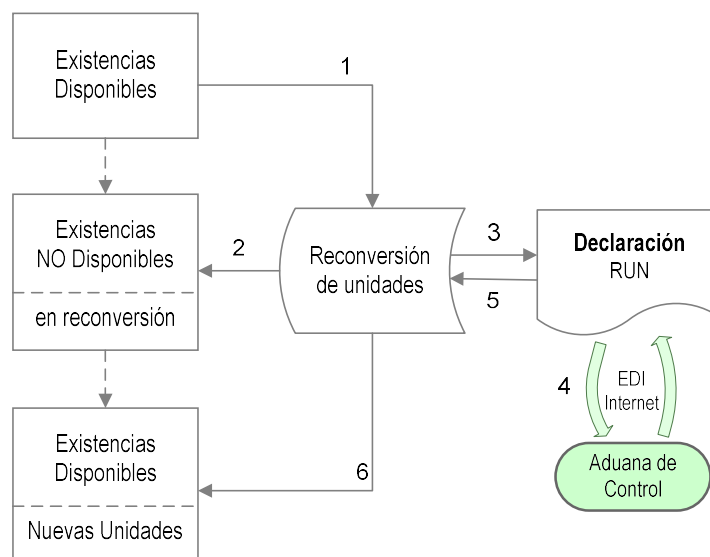 Existencias
Disponibles
1
Existencias
NO Disponibles
en reconversión
2
Reconversión
de unidades
3
5
Declaración
RUN
4
EDI
Internet
Aduana de
Control
Existencias
Disponibles
Nuevas Unidades
6